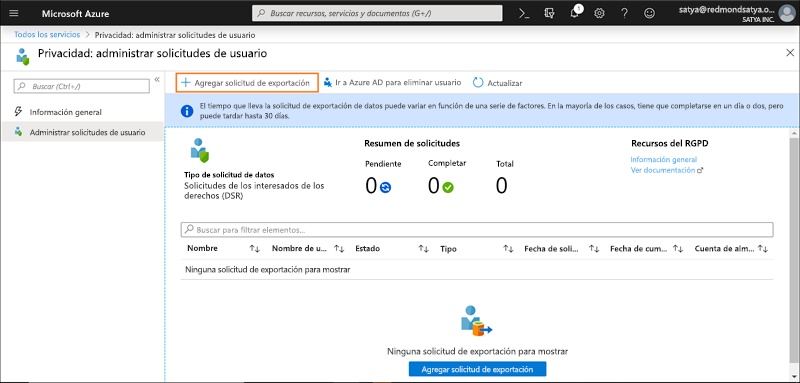 Microsoft Azure
Buscar recursos, servicios y documentos (G+/)
1
satya@redmondsatya.o...
SATYA INC.
Todos los servicios > Privacidad: administrar solicitudes de usuario
Privacidad: administrar solicitudes de usuario
Buscar (Ctrl+/)
Información general
Administrar solicitudes de usuario
Agregar solicitud de exportación
Ir a Azure AD para eliminar usuario
Actualizar
El tiempo que lleva la solicitud de exportación de datos puede variar en función de una serie de factores. En la mayoría de los casos, tiene que completarse en un día o dos, pero
puede tardar hasta 30 días.
Tipo de solicitud de datos
Solicitudes de los interesados de los
derechos (DSR)
Resumen de solicitudes
Pendiente Completar Total
0 0 0
Recursos del RGPD
Información general
Ver documentación
Buscar para filtrar elementos...
Nombre Nombre de u... Estado Tipo Fecha de soli... Fecha de cum... Cuenta de alm...
Ninguna solicitud de exportación para mostrar
Ninguna solicitud de exportación para mostrar
Agregar solicitud de exportación